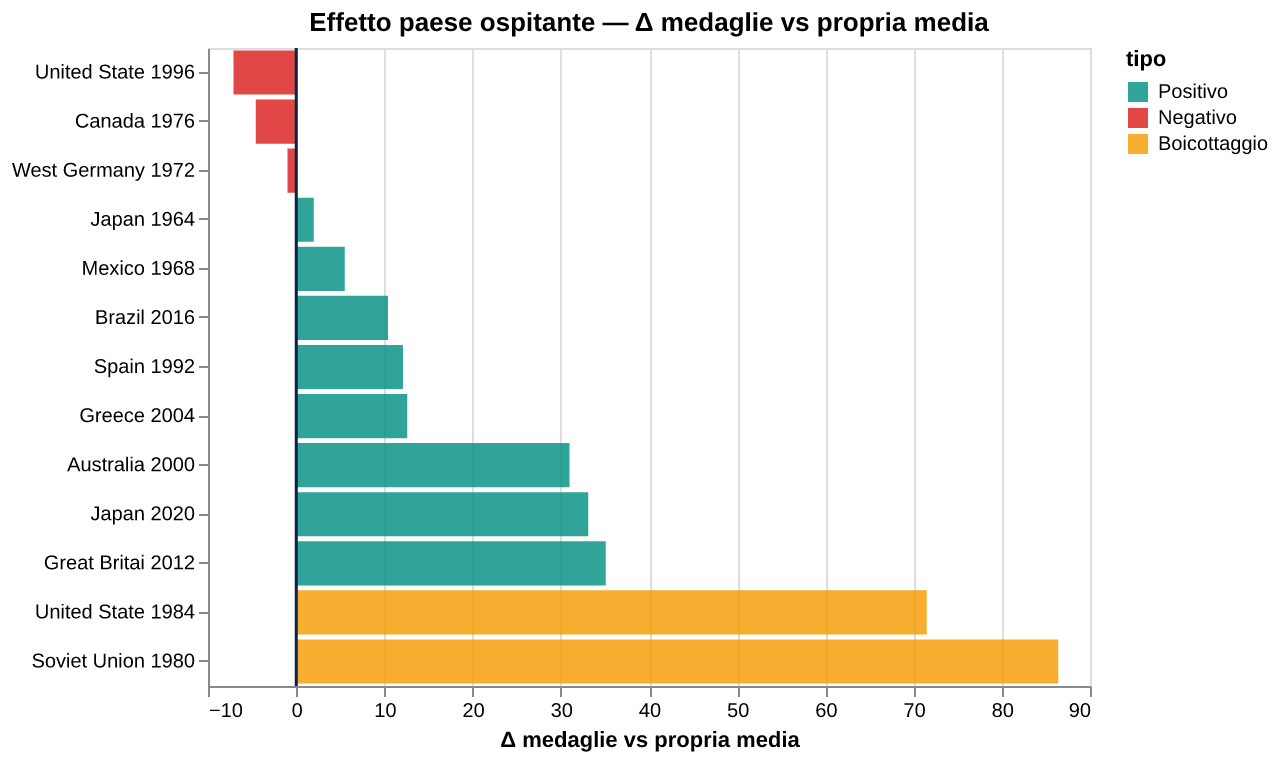 Effetto paese ospitante — Δ medaglie vs propria media
tipo
Positivo
Negativo
Boicottaggio
United State 1996
Canada 1976
West Germany 1972
Japan 1964
Mexico 1968
Brazil 2016
Spain 1992
Greece 2004
Australia 2000
Japan 2020
Great Britai 2012
United State 1984
Soviet Union 1980
−10 0 10 20 30 40 50 60 70 80 90
Δ medaglie vs propria media